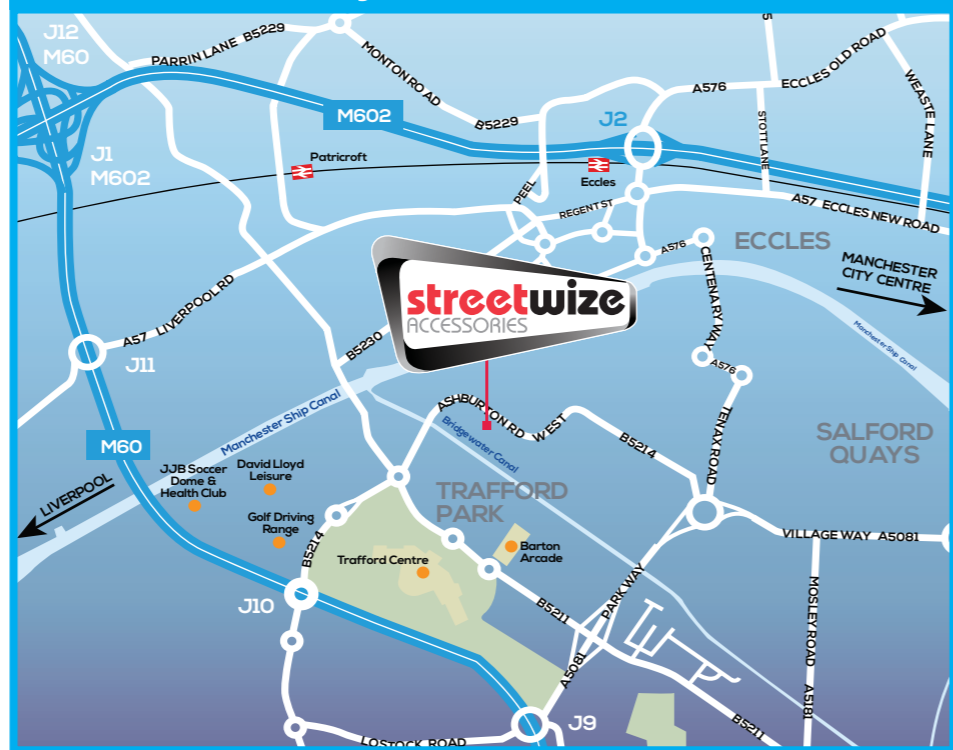 J12
M60
PARRIN LANE B5229
MONTON ROAD
B5229
M602
J2
A576
ECCLES OLD ROAD
WEASTE LANE
STOTT LANE
J1
M602
Patricroft
Eccles
PEEL
REGENT ST
A57 ECCLES NEW ROAD
A576
ECCLES
MANCHESTER
CITY CENTRE
CENTENARY WAY
streetwize
ACCESSORIES
A57 LIVERPOOL RD
B5230
Manchester Ship Canal
J11
A576
Manchester Ship Canal
ASHBURTON RD WEST
Bridgewater Canal
B5214
TENAX ROAD
SALFORD
QUAYS
M60
LIVERPOOL
JJB Soccer
Dome &
Health Club
David Lloyd
Leisure
Golf Driving
Range
TRAFFORD
PARK
B5214
Trafford Centre
Barton
Arcade
VILLAGE WAY A5081
J10
B5211
PARKWAY
A5081
MOSLEY ROAD A5181
J9
B5211
LOSTOCK ROAD